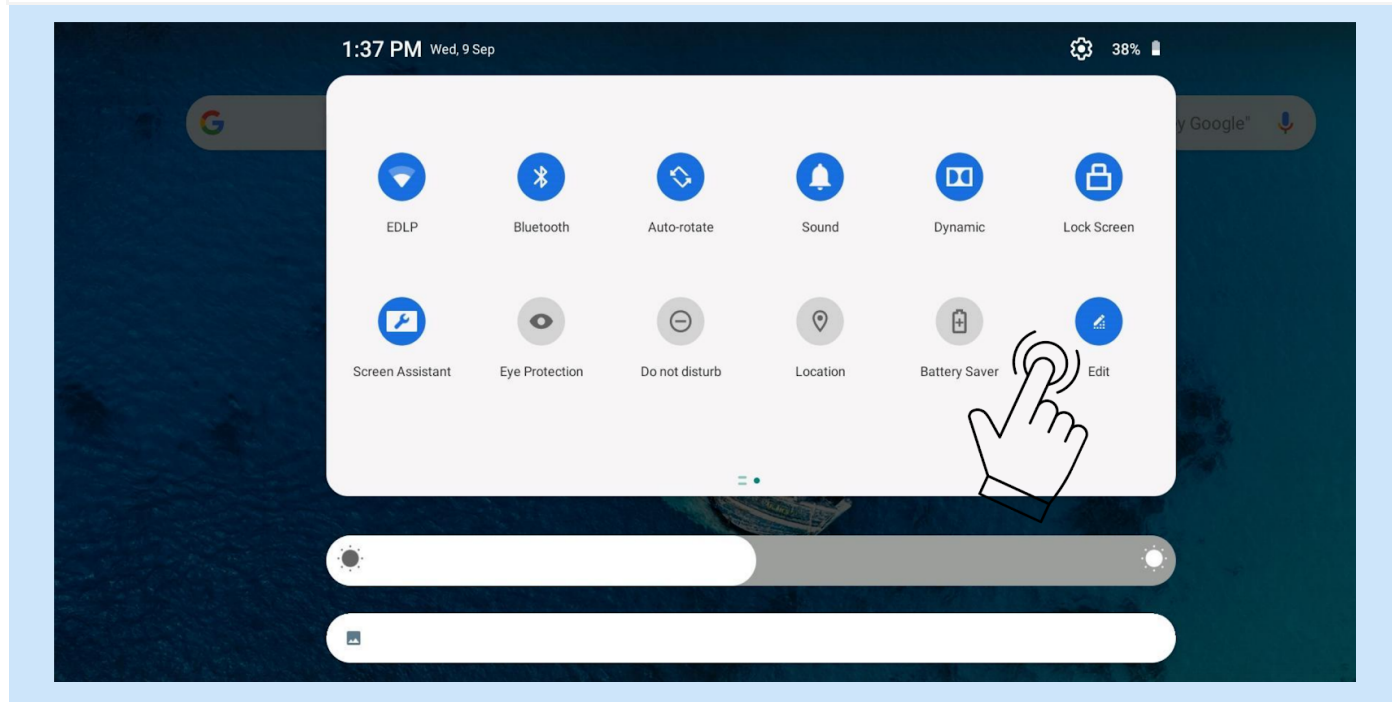 1:37 PM Wed, 9 Sep 38%
y Google"
EDLP Bluetooth Auto-rotate Sound Dynamic Lock Screen
Screen Assistant Eye Protection Do not disturb Location Battery Saver Edit